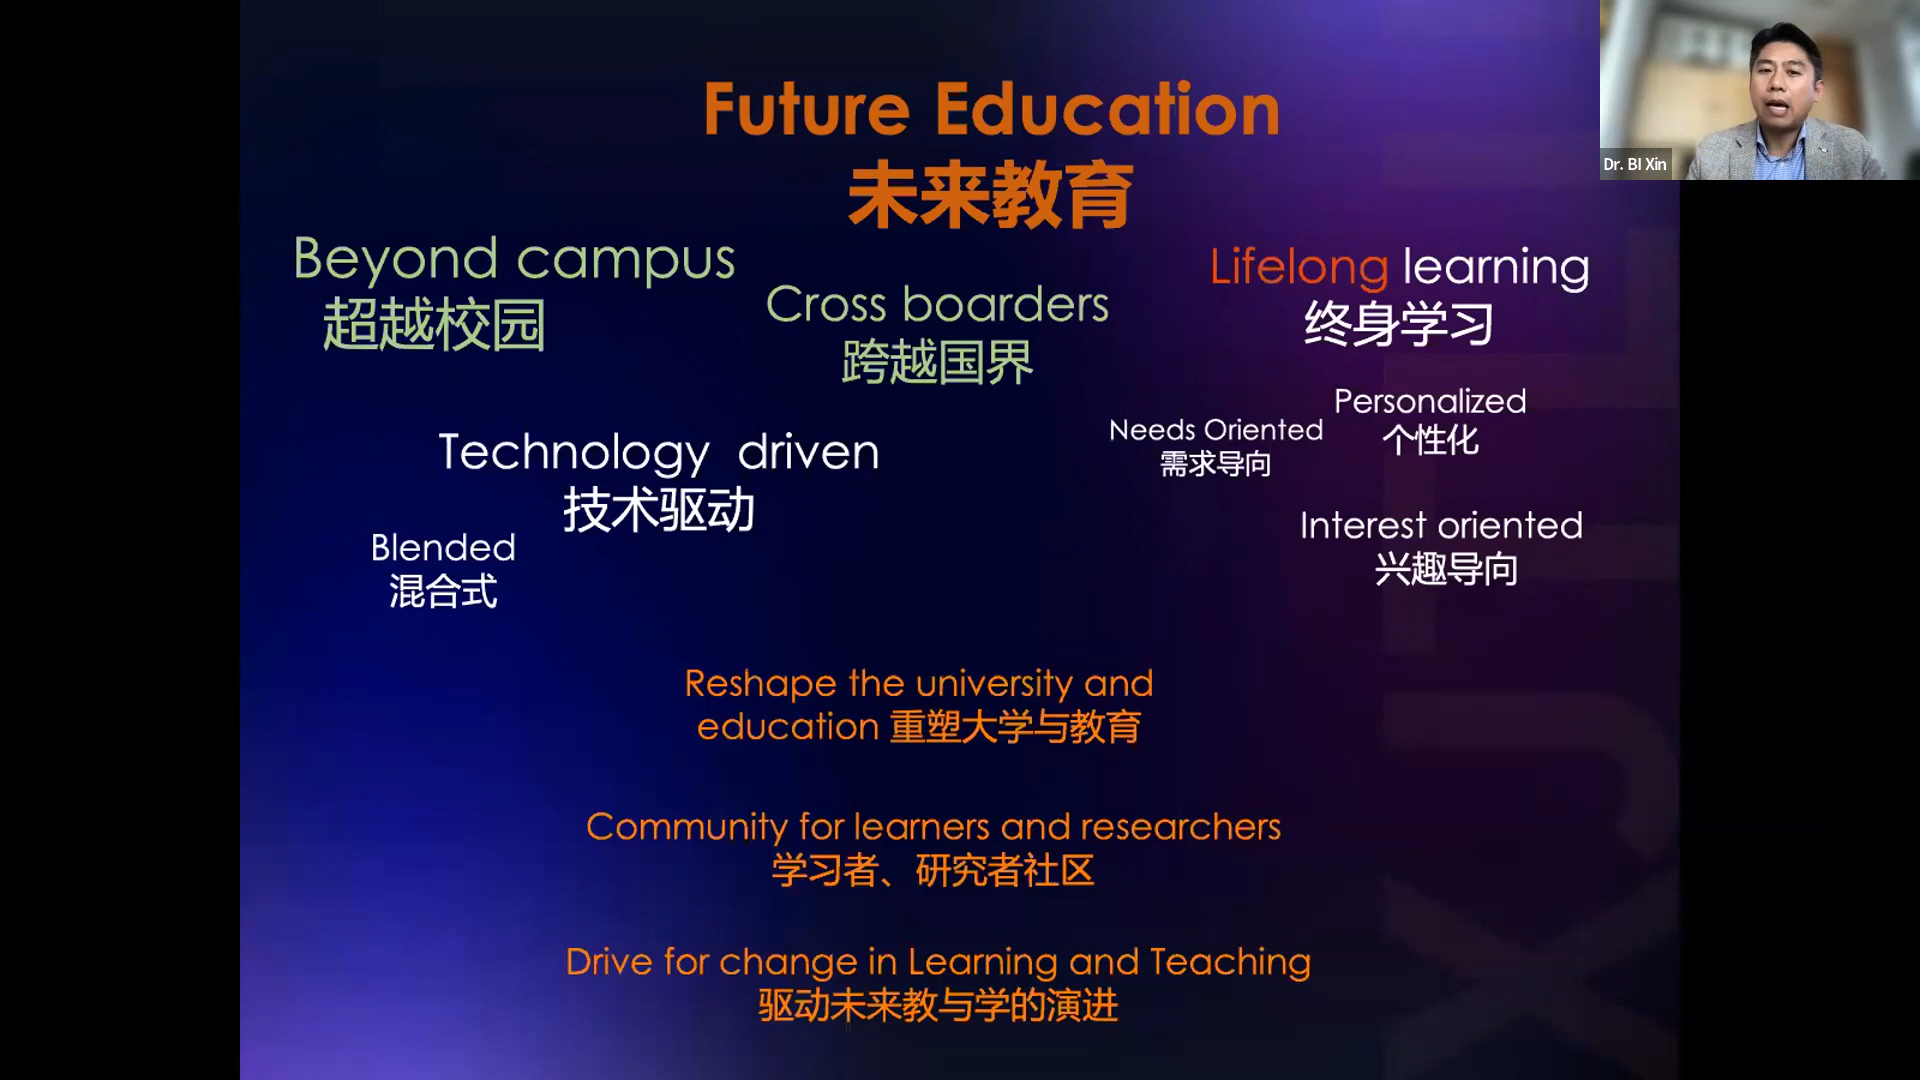 Future Education
未来教育
Dr. BI Xin
Beyond campus
超越校园
Cross boarders
跨越国界
Lifelong learning
终身学习
Personalized
个性化
Needs Oriented
需求导向
Technology driven
技术驱动
Interest oriented
兴趣导向
Blended
混合式
Reshape the university and
education 重塑大学与教育
Community for learners and researchers
学习者、研究者社区
Drive for change in Learning and Teaching
驱动未来教与学的演进